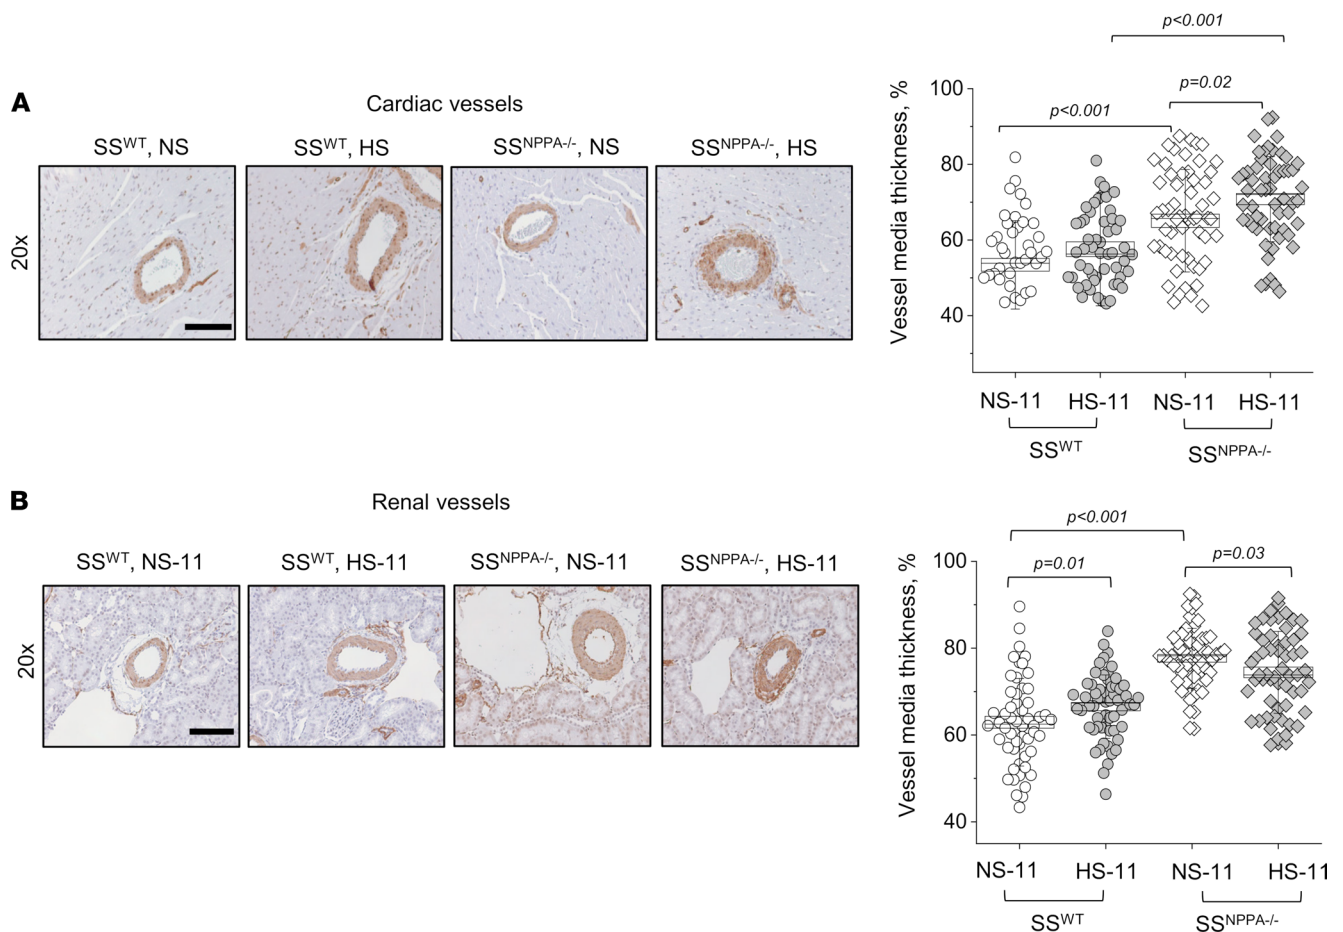 A
Cardiac vessels
SSWT, NS
SSWT, HS
SSNPPA-/-, NS
SSNPPA-/-, HS
20x
p<0.001
p=0.02
p<0.001
Vessel media thickness, %
100
80
60
40
NS-11
HS-11
NS-11
HS-11
SSWT
SSNPPA-/-
B
Renal vessels
SSWT, NS-11
SSWT, HS-11
SSNPPA-/-, NS-11
SSNPPA-/-, HS-11
20x
p<0.001
p=0.01
p=0.03
Vessel media thickness, %
100
80
60
40
NS-11
HS-11
NS-11
HS-11
SSWT
SSNPPA-/-